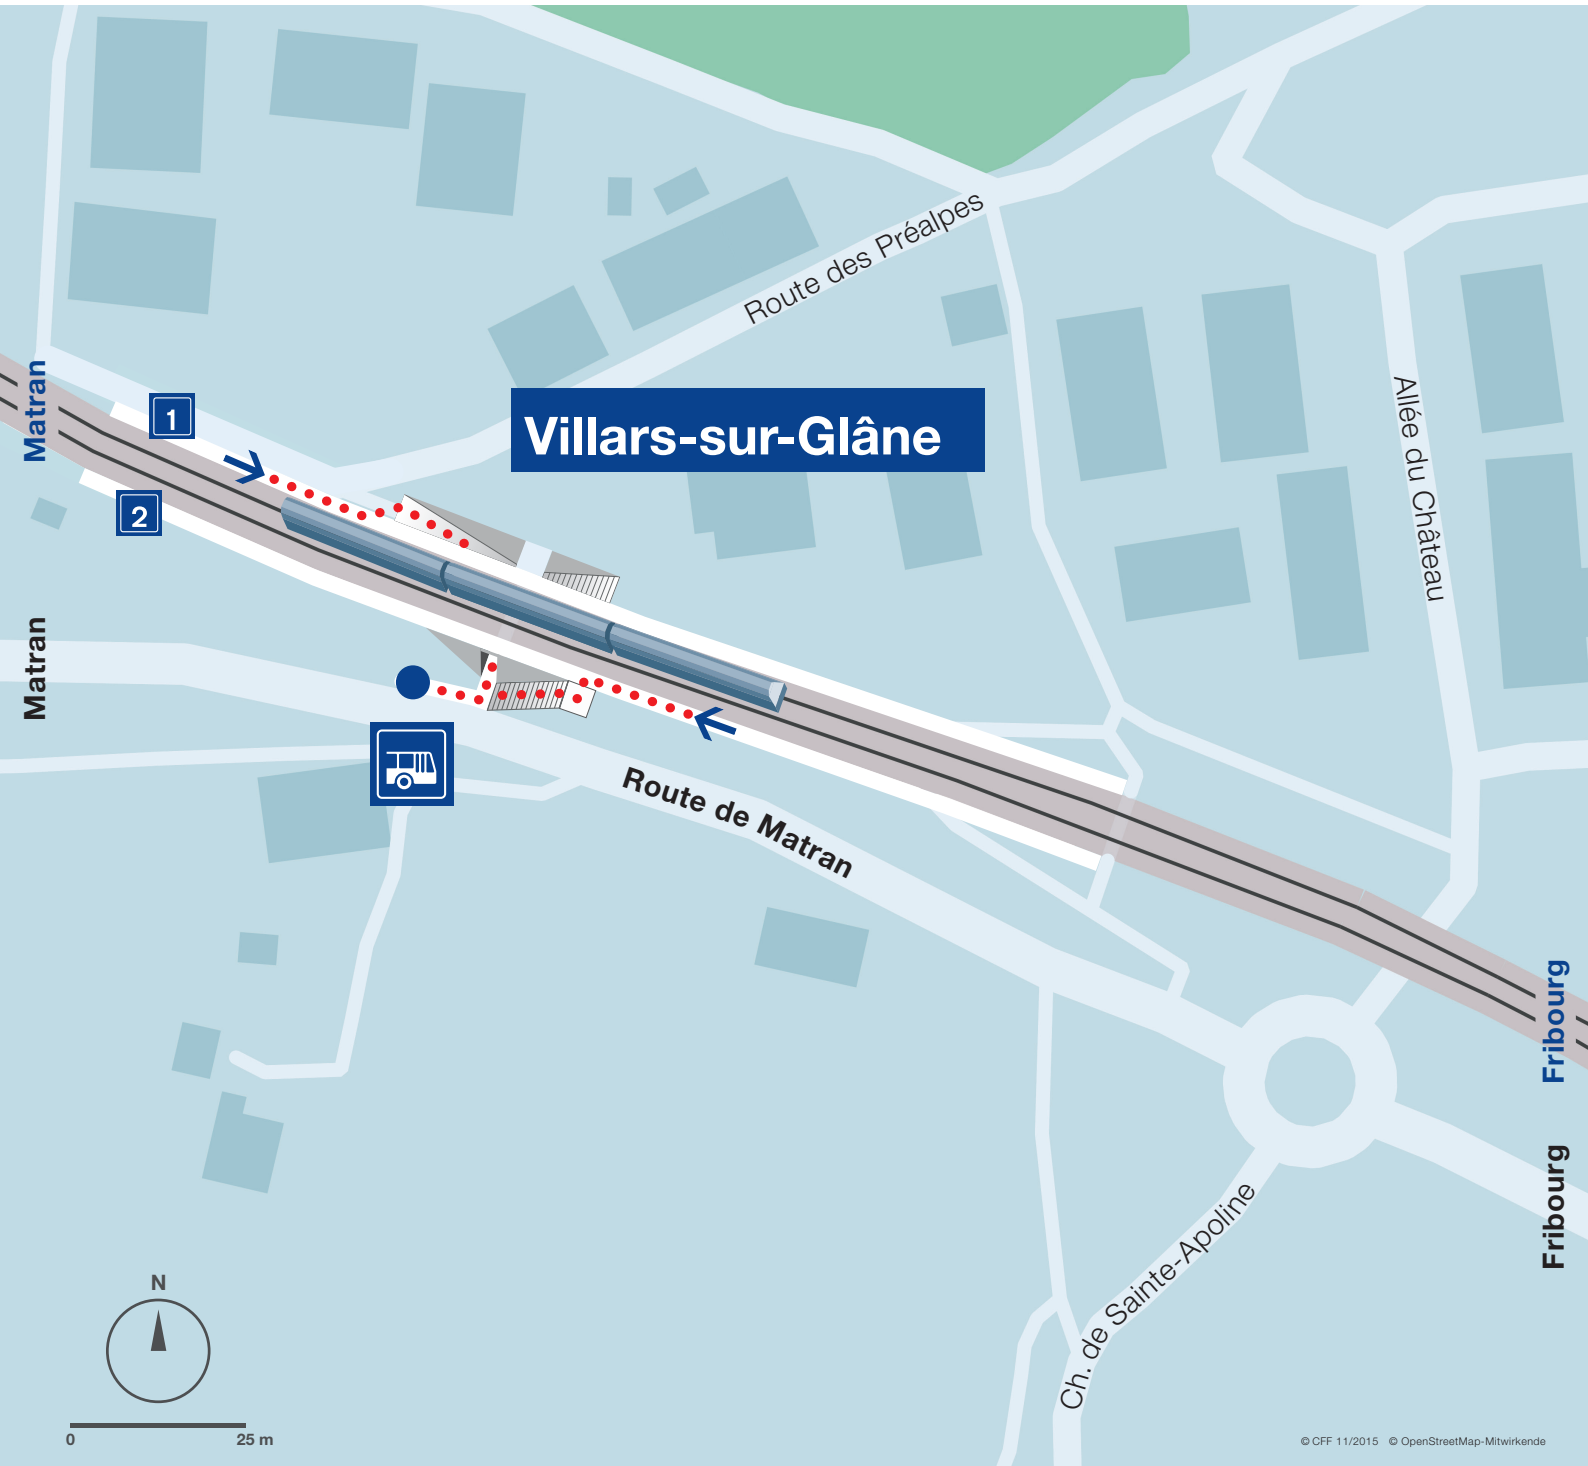 Route des Préalpes
Matran
1
Villars-sur-Glâne
Allée du Château
2
Matran
Route de Matran
Fribourg
Fribourg
Ch. de Sainte-Apoline
N
0 25 m
© CFF 11/2015 © OpenStreetMap-Mitwirkende